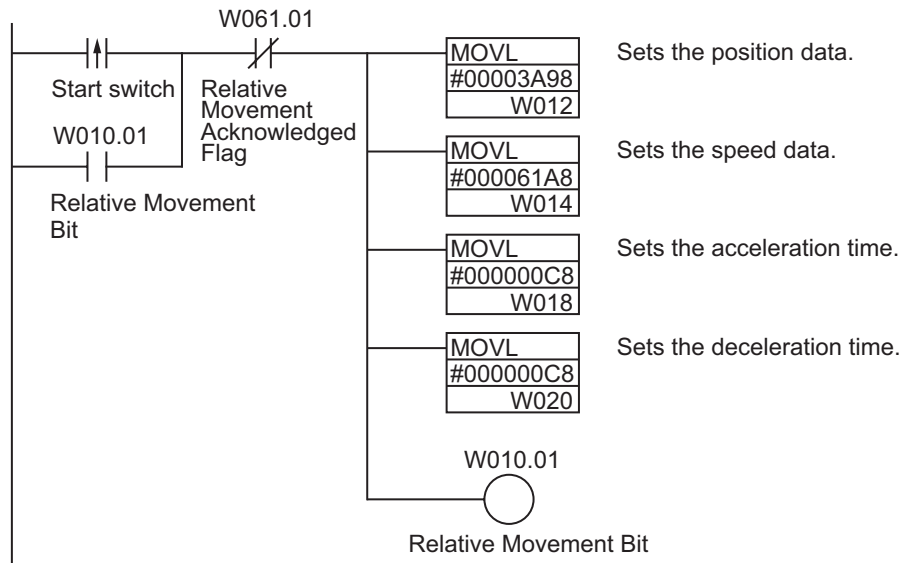 W061.01
Start switch
Relative
Movement
Acknowledged
Flag
W010.01
Relative Movement
Bit
MOVL
#00003A98
W012
Sets the position data.
MOVL
#000061A8
W014
Sets the speed data.
MOVL
#000000C8
W018
Sets the acceleration time.
MOVL
#000000C8
W020
Sets the deceleration time.
W010.01
Relative Movement Bit